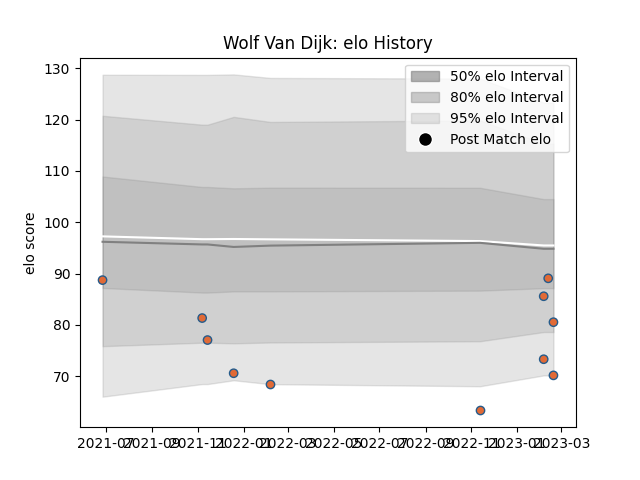 Wolf Van Dijk: elo History
130
120
110
100
90
80
70
elo score
50% elo Interval
80% elo Interval
95% elo Interval
Post Match elo
2021-07 2021-09 2021-11 2022-01 2022-03 2022-05 2022-07 2022-09 2022-11 2023-01 2023-03